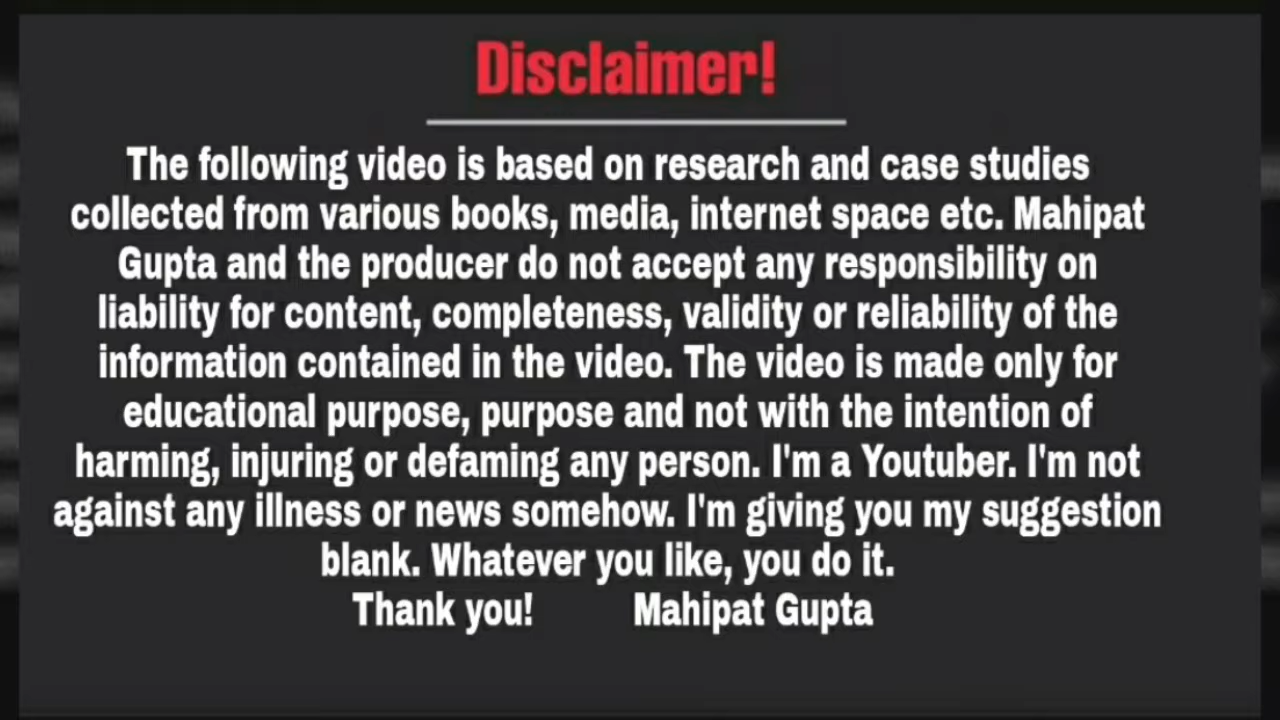 Disclaimer!
The following video is based on research and case studies
collected from various books, media, internet space etc. Mahipat
Gupta and the producer do not accept any responsibility on
liability for content, completeness, validity or reliability of the
information contained in the video. The video is made only for
educational purpose, purpose and not with the intention of
harming, injuring or defaming any person. I'm a Youtuber. I'm not
against any illness or news somehow. I'm giving you my suggestion
blank. Whatever you like, you do it.
Thank you! Mahipat Gupta